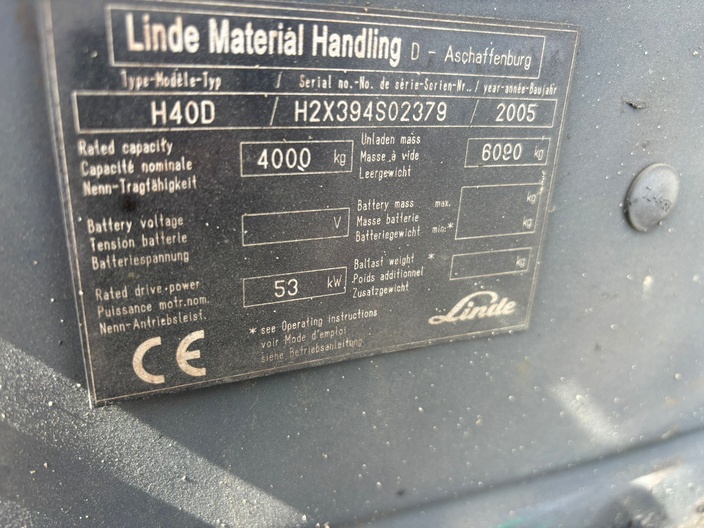 Linde Material Handling D - Aschaffenburg
Type-Modèle-Typ / Serial no.-No. de série-Serien-Nr.. / year-année-Baujahr
H40D / H2X394S02379 / 2005
Rated capacity
Capacité nominale
Nenn-Tragfähigkeit
4000 kg
Unladen mass
Masse à vide
Leergewicht
6090 kg
Battery voltage
Tension batterie
Batteriespannung
V
Battery mass max.
Masse batterie
Batteriegewicht min.*
kg
kg
Rated drive-power
Puissance motr.nom.
Nenn-Antriebsleist.
53 kW
Ballast weight *
Poids additionnel
Zusatzgewicht
kg
* see Operating instructions
voir Mode d'emploi
siehe Betriebsanleitung
CE
Linde